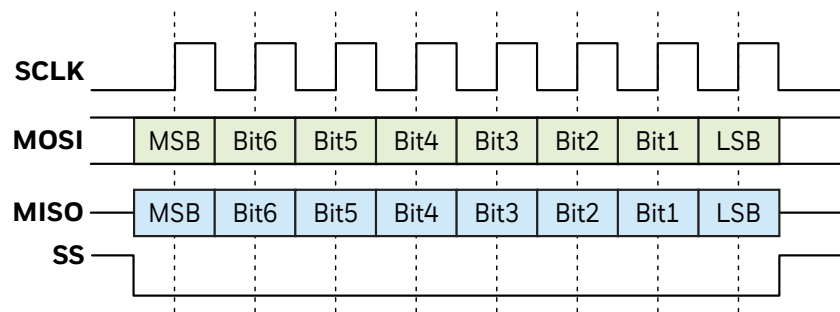 SCLK
MOSI MSB Bit6 Bit5 Bit4 Bit3 Bit2 Bit1 LSB
MISO MSB Bit6 Bit5 Bit4 Bit3 Bit2 Bit1 LSB
SS